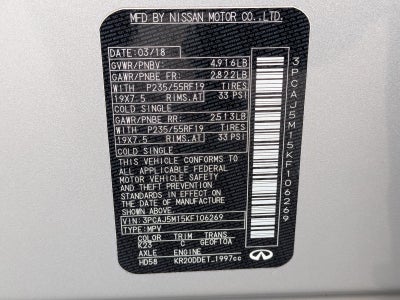 MFD BY NISSAN MOTOR CO.,LTD.
DATE: 03/18
GVWR/PNBV: 4,916LB
GAWR/PNBE FR: 2,822LB
WITH P235/55RF19 TIRES
19X7.5 RIMS,AT 33 PSI
COLD SINGLE
GAWR/PNBE RR: 2,513LB
WITH P235/55RF19 TIRES
19X7.5 RIMS,AT 33 PSI
COLD SINGLE
THIS VEHICLE CONFORMS TO
ALL APPLICABLE FEDERAL
MOTOR VEHICLE SAFETY
AND THEFT PREVENTION
STANDARDS IN EFFECT ON
THE DATE OF MANUFACTURE
SHOWN ABOVE.
VIN: 3PCAJ5M15KF106269
TYPE: MPV
COLOR TRIM TRANS
K23 C GE0F10A
AXLE ENGINE
HD58 KR20DDET,1997cc
INFINITI
3PCAJ5M15KF106269